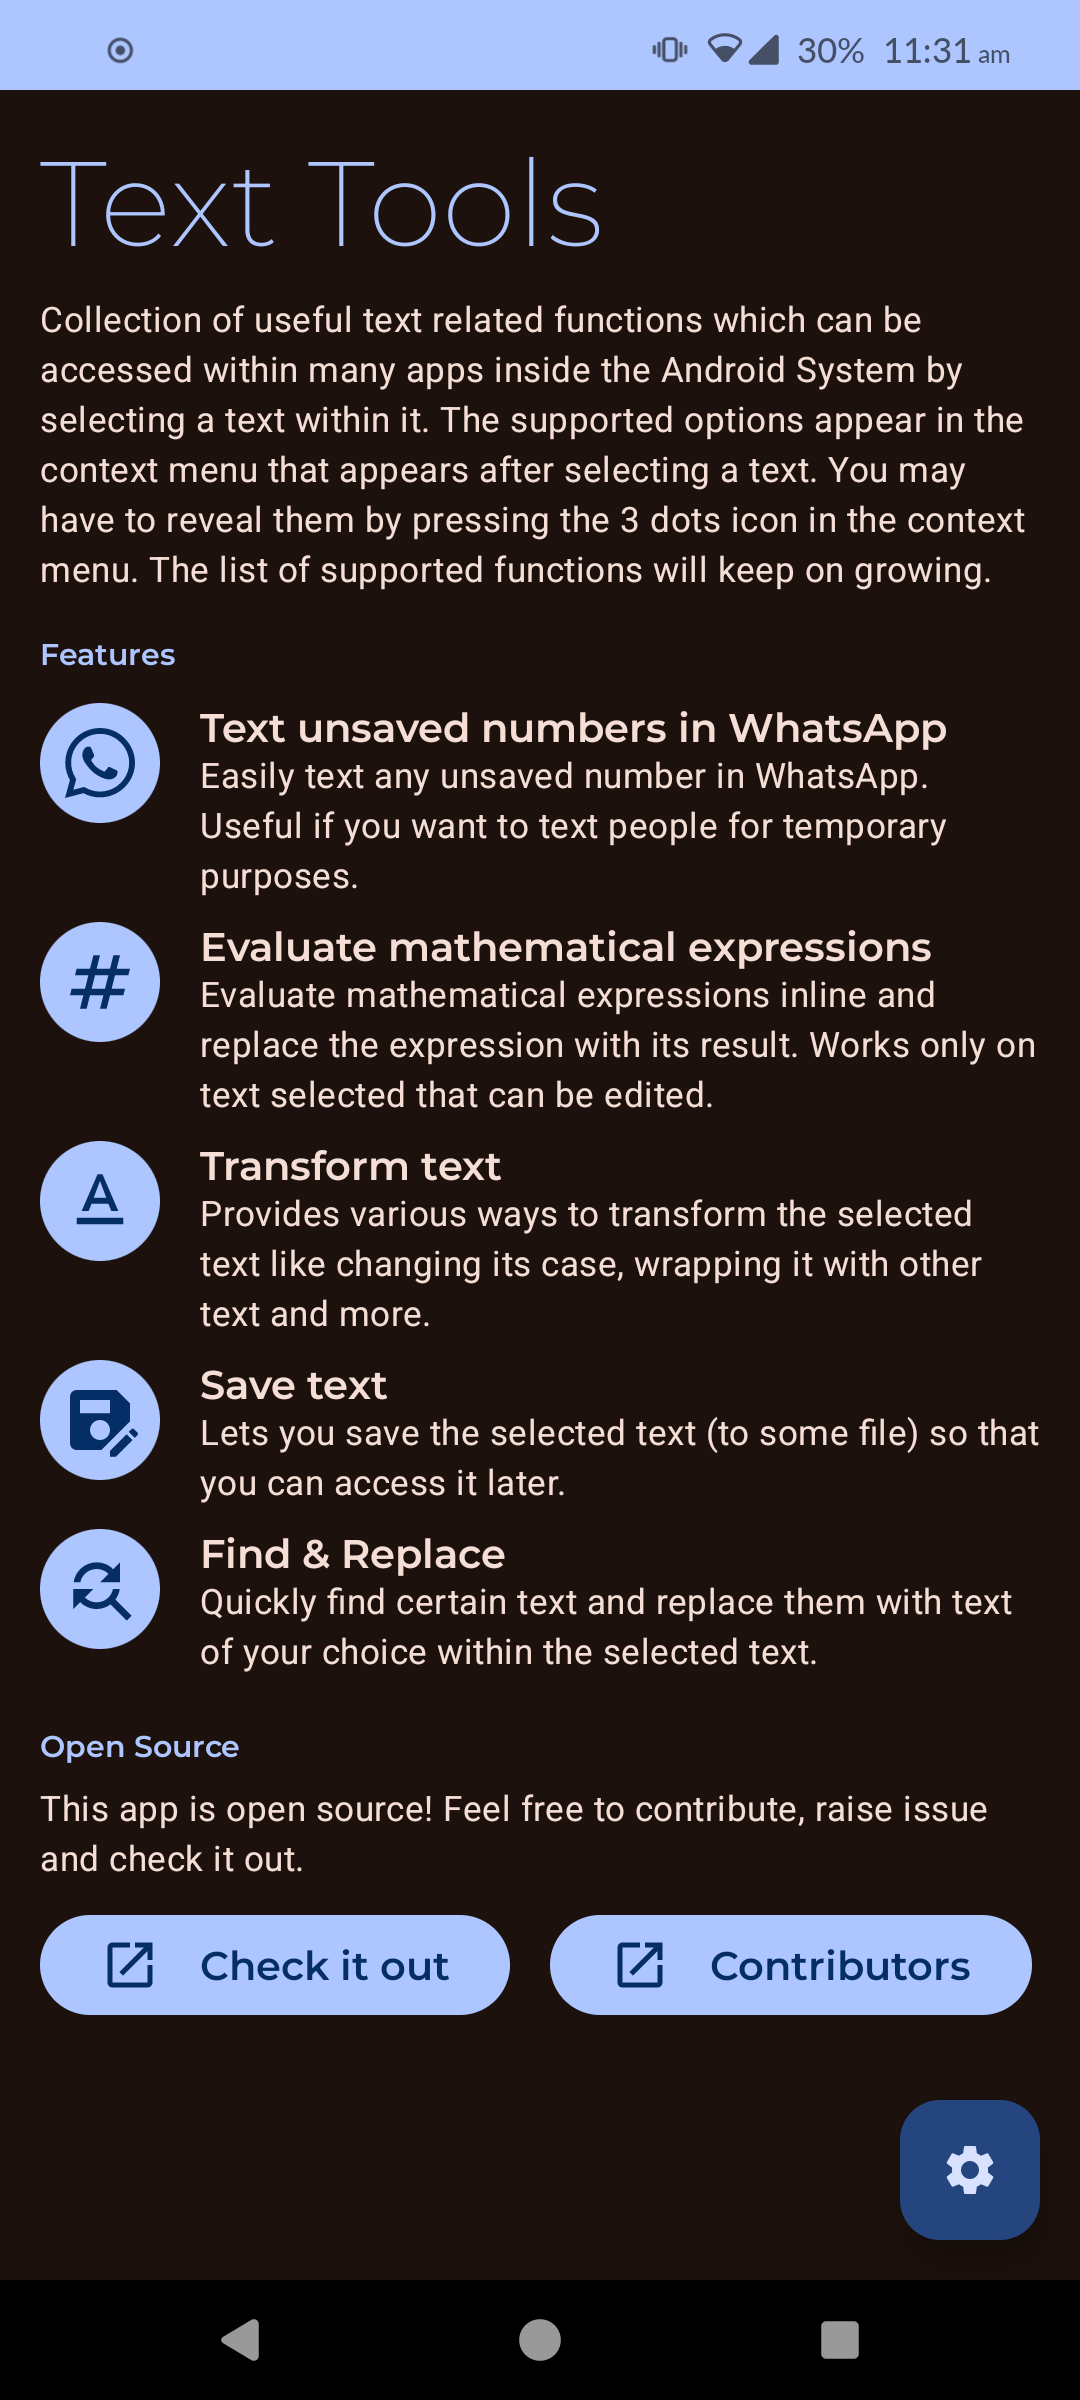 30% 11:31 am
Text Tools
Collection of useful text related functions which can be
accessed within many apps inside the Android System by
selecting a text within it. The supported options appear in the
context menu that appears after selecting a text. You may
have to reveal them by pressing the 3 dots icon in the context
menu. The list of supported functions will keep on growing.
Features
Text unsaved numbers in WhatsApp
Easily text any unsaved number in WhatsApp.
Useful if you want to text people for temporary
purposes.
Evaluate mathematical expressions
Evaluate mathematical expressions inline and
replace the expression with its result. Works only on
text selected that can be edited.
Transform text
Provides various ways to transform the selected
text like changing its case, wrapping it with other
text and more.
Save text
Lets you save the selected text (to some file) so that
you can access it later.
Find & Replace
Quickly find certain text and replace them with text
of your choice within the selected text.
Open Source
This app is open source! Feel free to contribute, raise issue
and check it out.
Check it out
Contributors